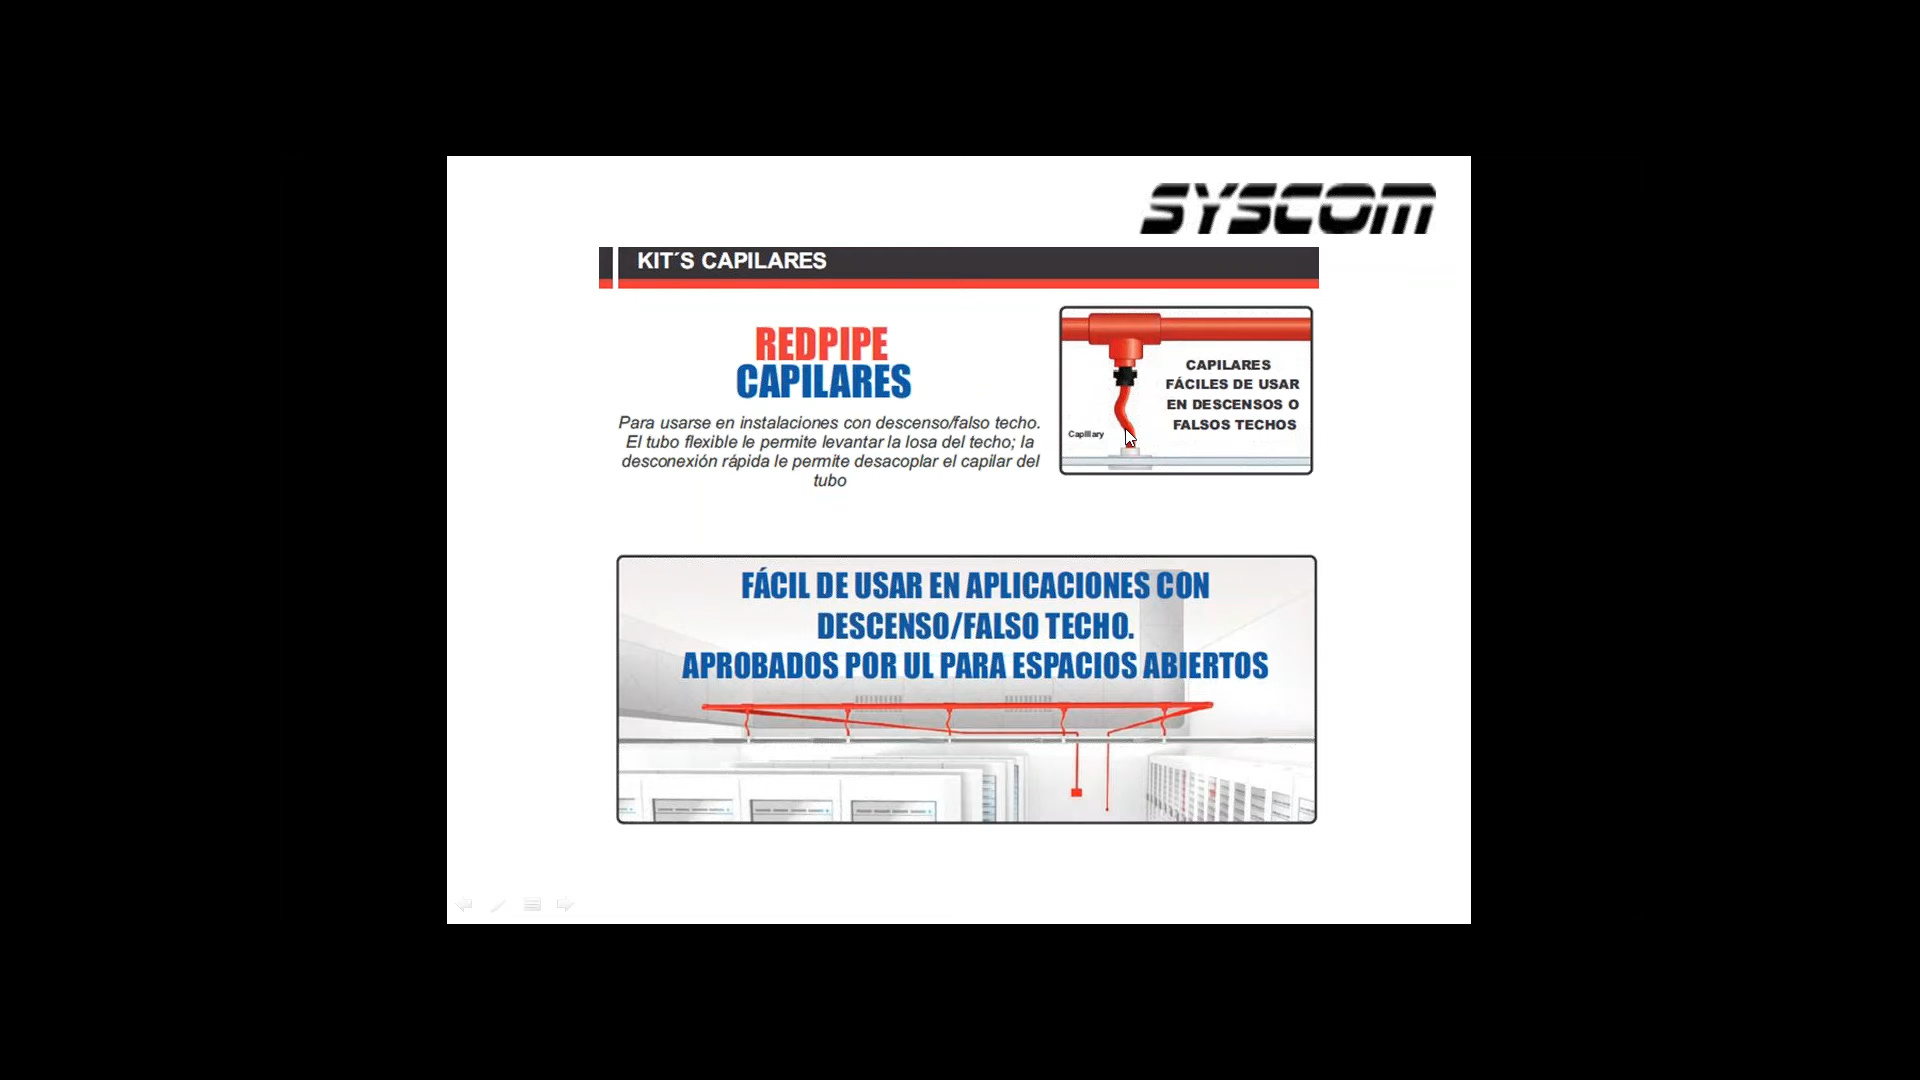 SYSCOM
KIT´S CAPILARES
REDPIPE
CAPILARES
Para usarse en instalaciones con descenso/falso techo.
El tubo flexible le permite levantar la losa del techo; la
desconexión rápida le permite desacoplar el capilar del
tubo
CAPILARES
FÁCILES DE USAR
EN DESCENSOS O
FALSOS TECHOS
Capillary
FÁCIL DE USAR EN APLICACIONES CON
DESCENSO/FALSO TECHO.
APROBADOS POR UL PARA ESPACIOS ABIERTOS